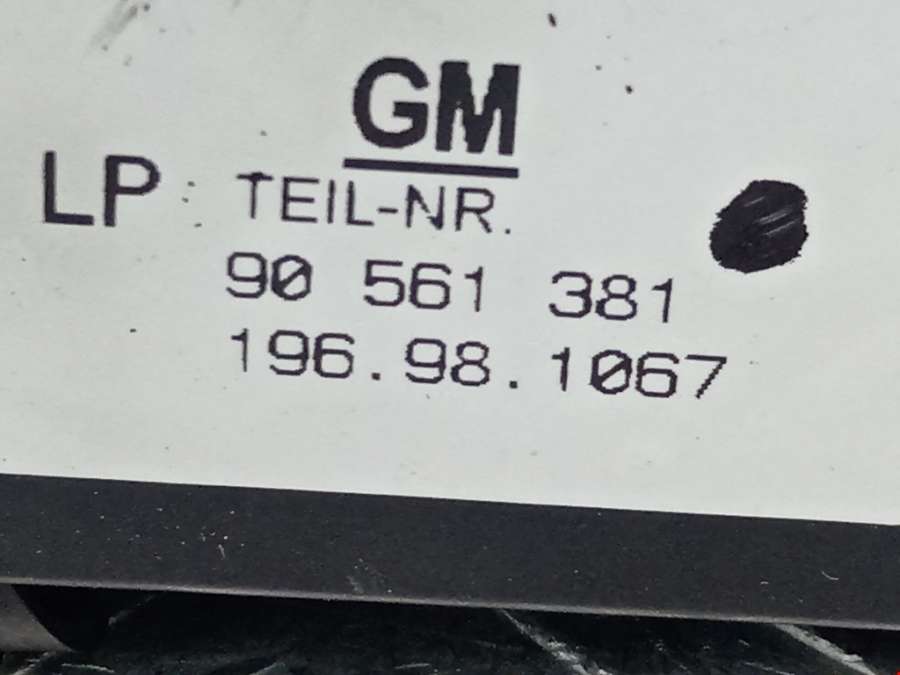 GM
LP TEIL-NR.
90 561 381
196.98.1067